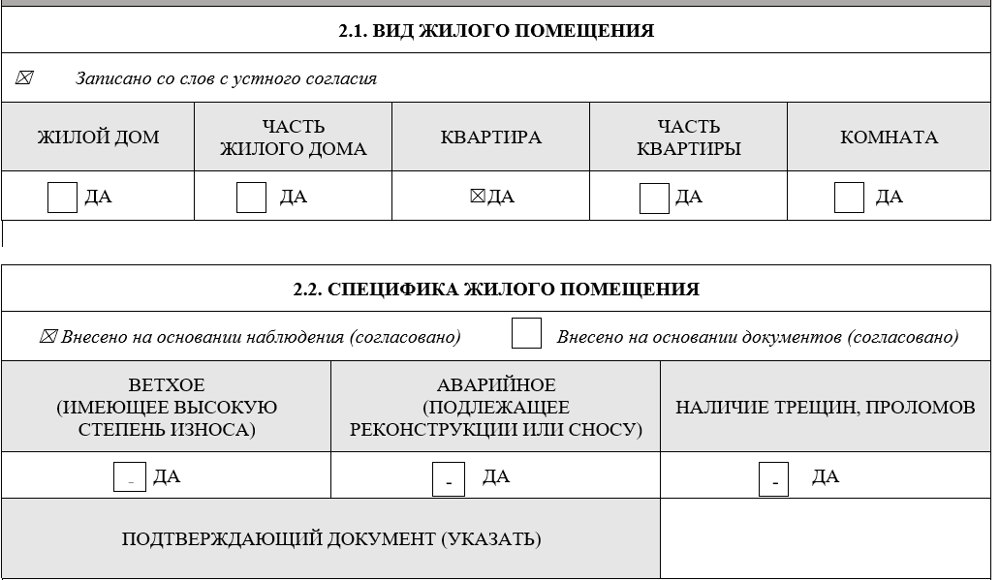 2.1. ВИД ЖИЛОГО ПОМЕЩЕНИЯ
☒ Записано со слов с устного согласия
ЖИЛОЙ ДОМ
ЧАСТЬ
ЖИЛОГО ДОМА
КВАРТИРА
ЧАСТЬ
КВАРТИРЫ
КОМНАТА
☐ ДА
☐ ДА
☒ДА
☐ ДА
☐ ДА
2.2. СПЕЦИФИКА ЖИЛОГО ПОМЕЩЕНИЯ
☒ Внесено на основании наблюдения (согласовано) ☐ Внесено на основании документов (согласовано)
ВЕТХОЕ
(ИМЕЮЩЕЕ ВЫСОКУЮ
СТЕПЕНЬ ИЗНОСА)
АВАРИЙНОЕ
(ПОДЛЕЖАЩЕЕ
РЕКОНСТРУКЦИИ ИЛИ СНОСУ)
НАЛИЧИЕ ТРЕЩИН, ПРОЛОМОВ
- ДА
- ДА
- ДА
ПОДТВЕРЖДАЮЩИЙ ДОКУМЕНТ (УКАЗАТЬ)